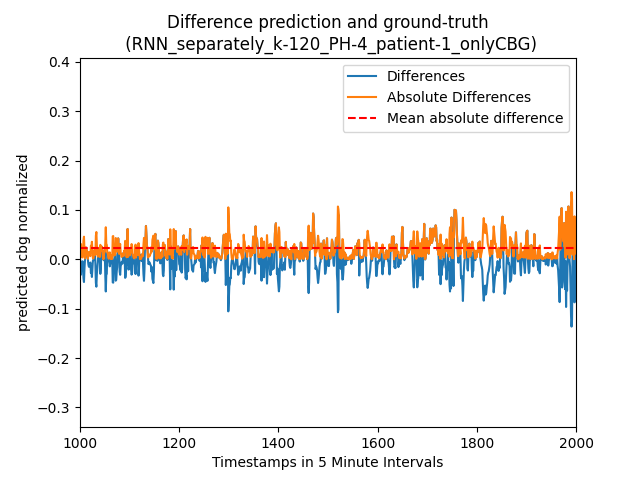 Difference prediction and ground-truth
(RNN_separately_k-120_PH-4_patient-1_onlyCBG)
0.4
0.3
0.2
0.1
0.0
−0.1
−0.2
−0.3
predicted cbg normalized
Differences
Absolute Differences
Mean absolute difference
1000 1200 1400 1600 1800 2000
Timestamps in 5 Minute Intervals